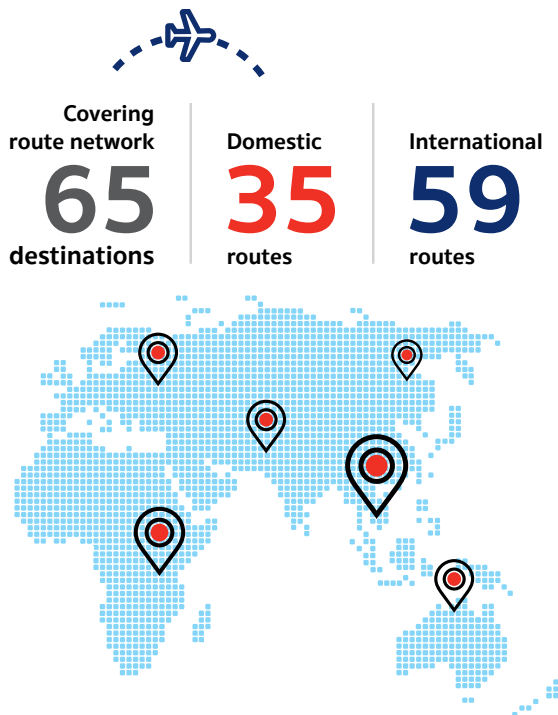 Covering
route network
65
destinations
Domestic
35
routes
International
59
routes